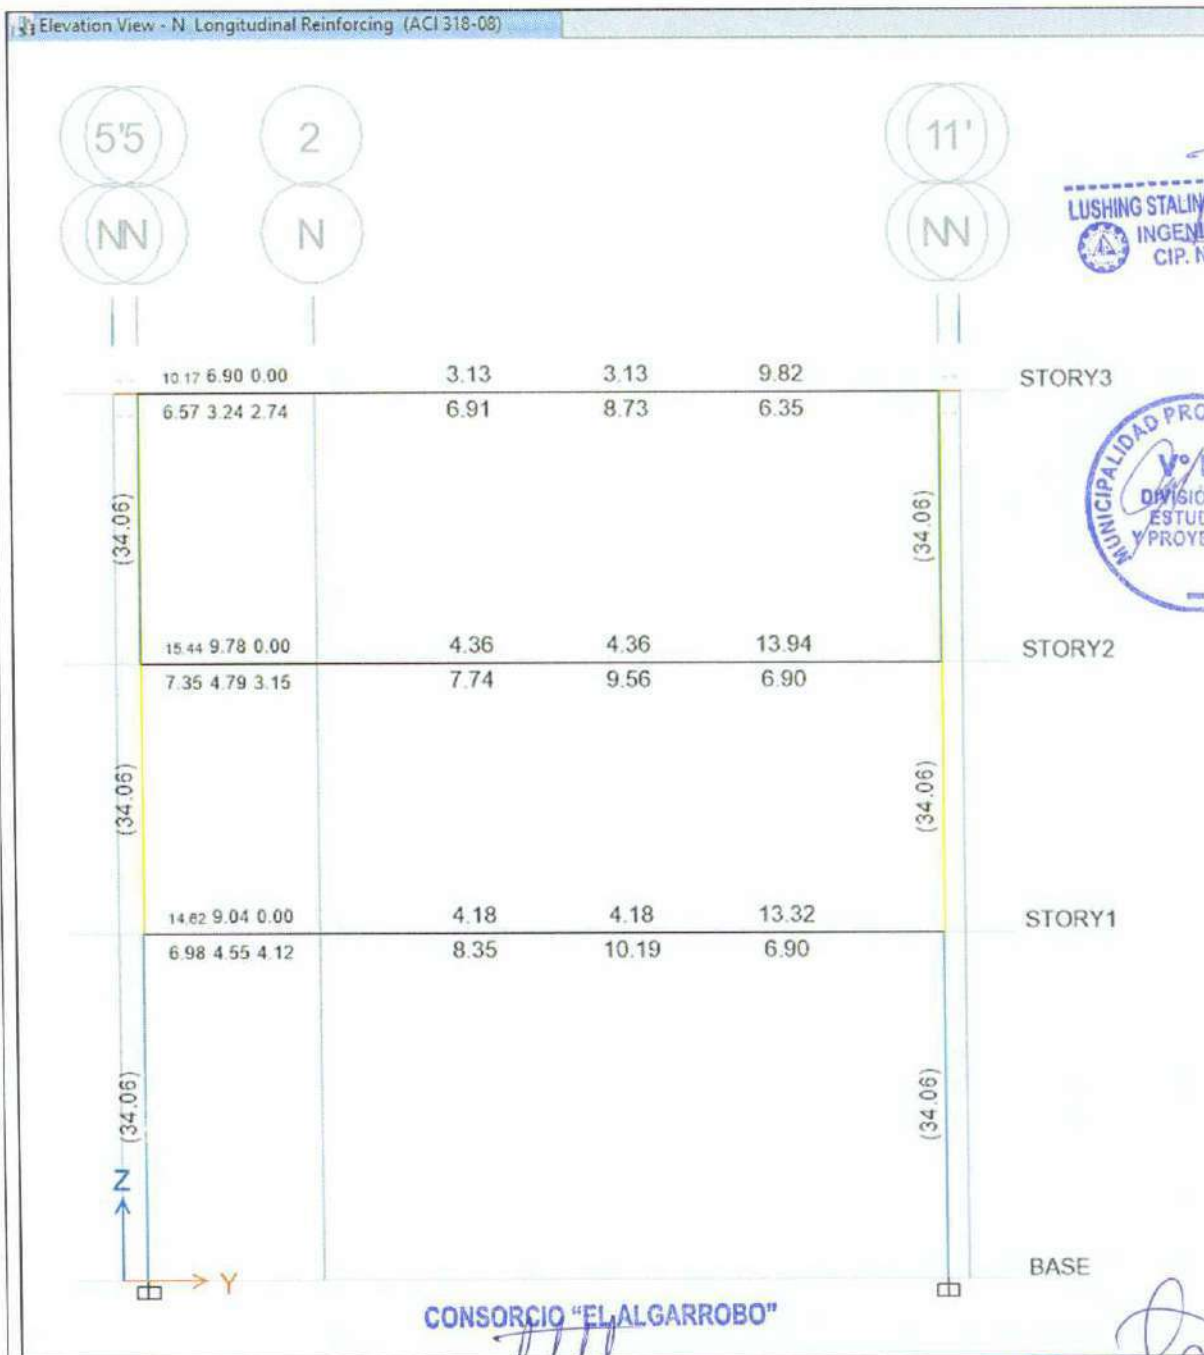 Elevation View - N Longitudinal Reinforcing (ACI 318-08)
5'5 2 11'
NN N NN
LUSHING STALIN
CIP. N
10.17 6.90 0.00 3.13 3.13 9.82 STORY3
6.57 3.24 2.74 6.91 8.73 6.35
MUNICIPALIDAD
V°
Y
(34.06) (34.06)
15.44 9.78 0.00 4.36 4.36 13.94 STORY2
7.35 4.79 3.15 7.74 9.56 6.90
(34.06) (34.06)
14.62 9.04 0.00 4.18 4.18 13.32 STORY1
6.98 4.55 4.12 8.35 10.19 6.90
(34.06) (34.06)
Z
Y
BASE
CONSORCIO "EL ALGARROBO"